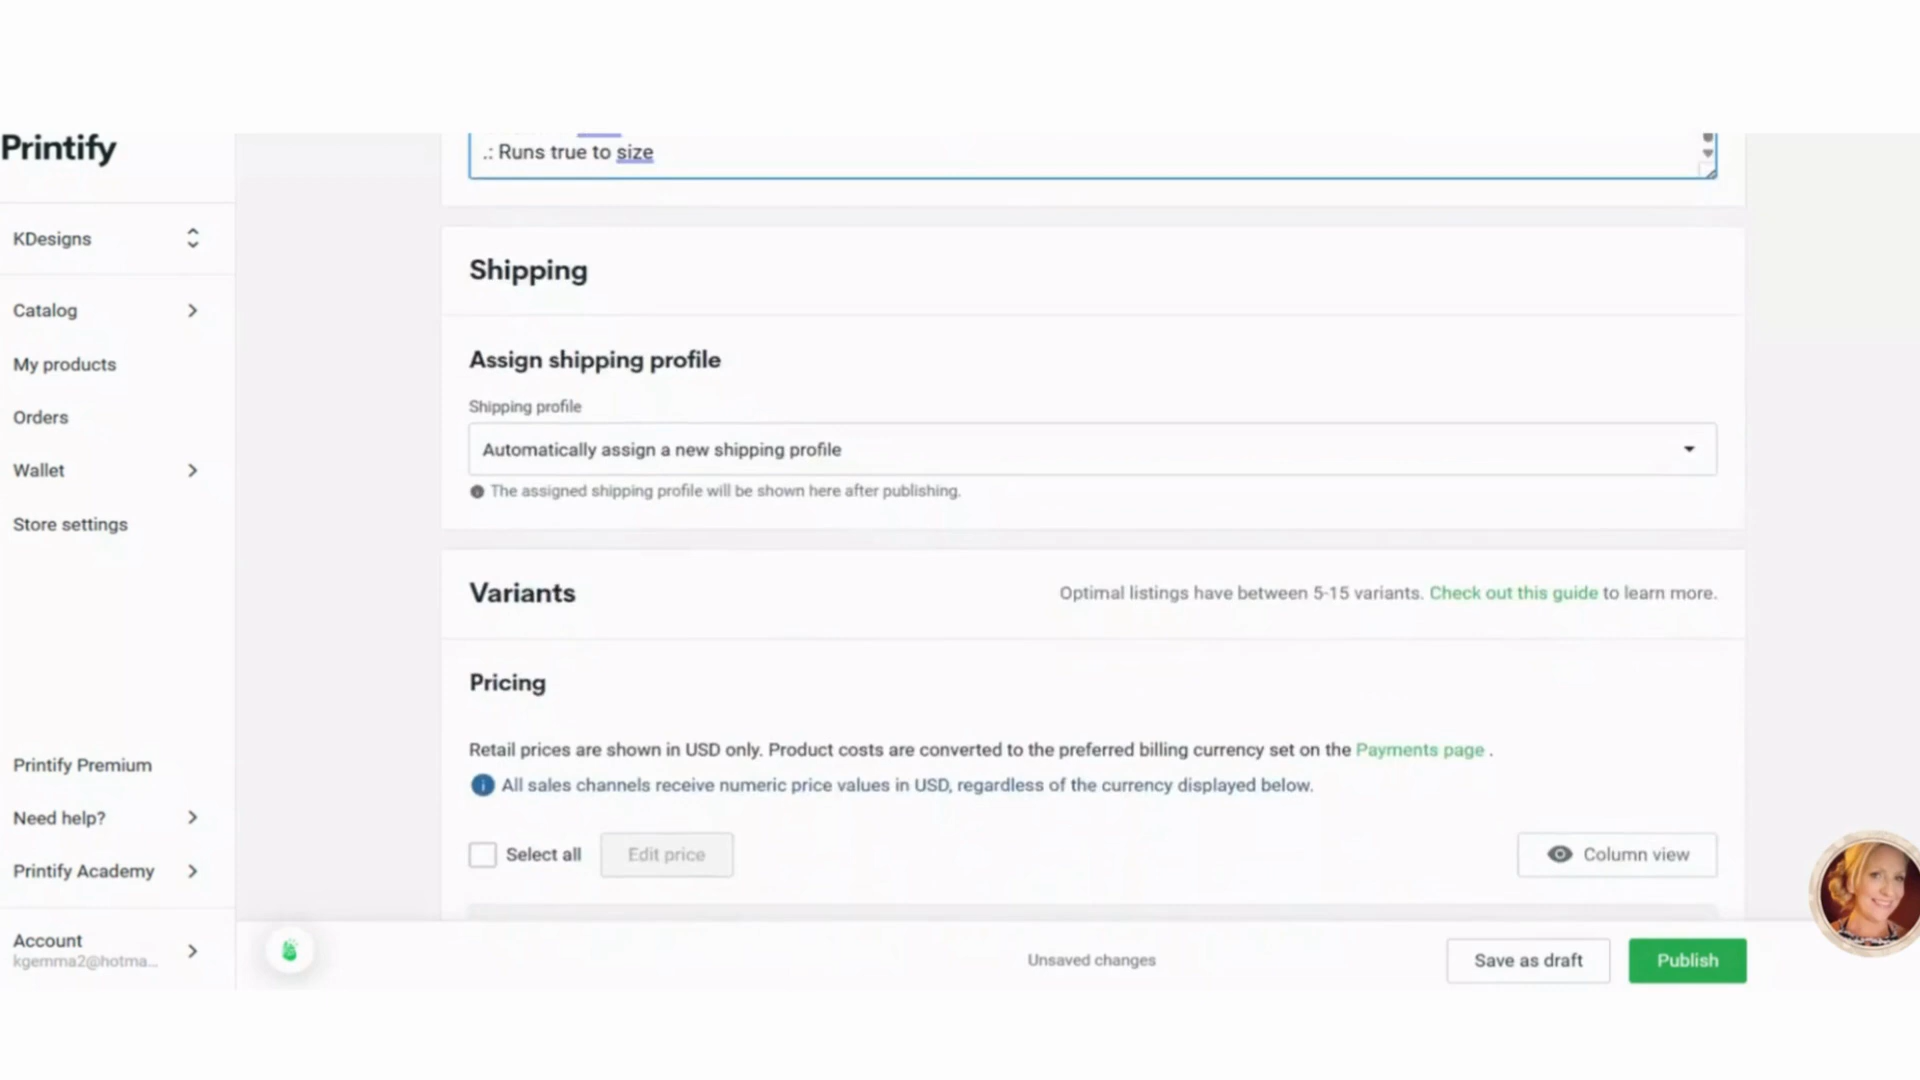 Printify
KDesigns
Catalog
My products
Orders
Wallet
Store settings
Printify Premium
Need help?
Printify Academy
Account
kgemma2@hotma...
.: Runs true to size
Shipping
Assign shipping profile
Shipping profile
Automatically assign a new shipping profile
The assigned shipping profile will be shown here after publishing.
Variants
Optimal listings have between 5-15 variants. Check out this guide to learn more.
Pricing
Retail prices are shown in USD only. Product costs are converted to the preferred billing currency set on the Payments page .
All sales channels receive numeric price values in USD, regardless of the currency displayed below.
Select all
Edit price
Column view
Unsaved changes
Save as draft
Publish